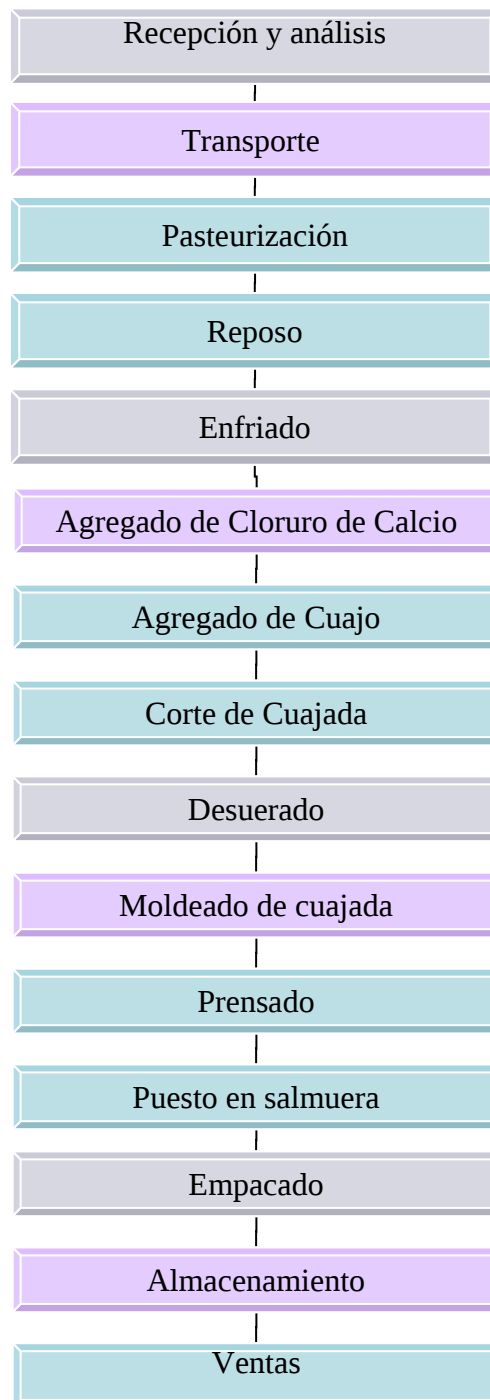 Recepción y análisis
Transporte
Pasteurización
Reposo
Enfriado
Agregado de Cloruro de Calcio
Agregado de Cuajo
Corte de Cuajada
Desuerado
Moldeado de cuajada
Prensado
Puesto en salmuera
Empacado
Almacenamiento
Ventas